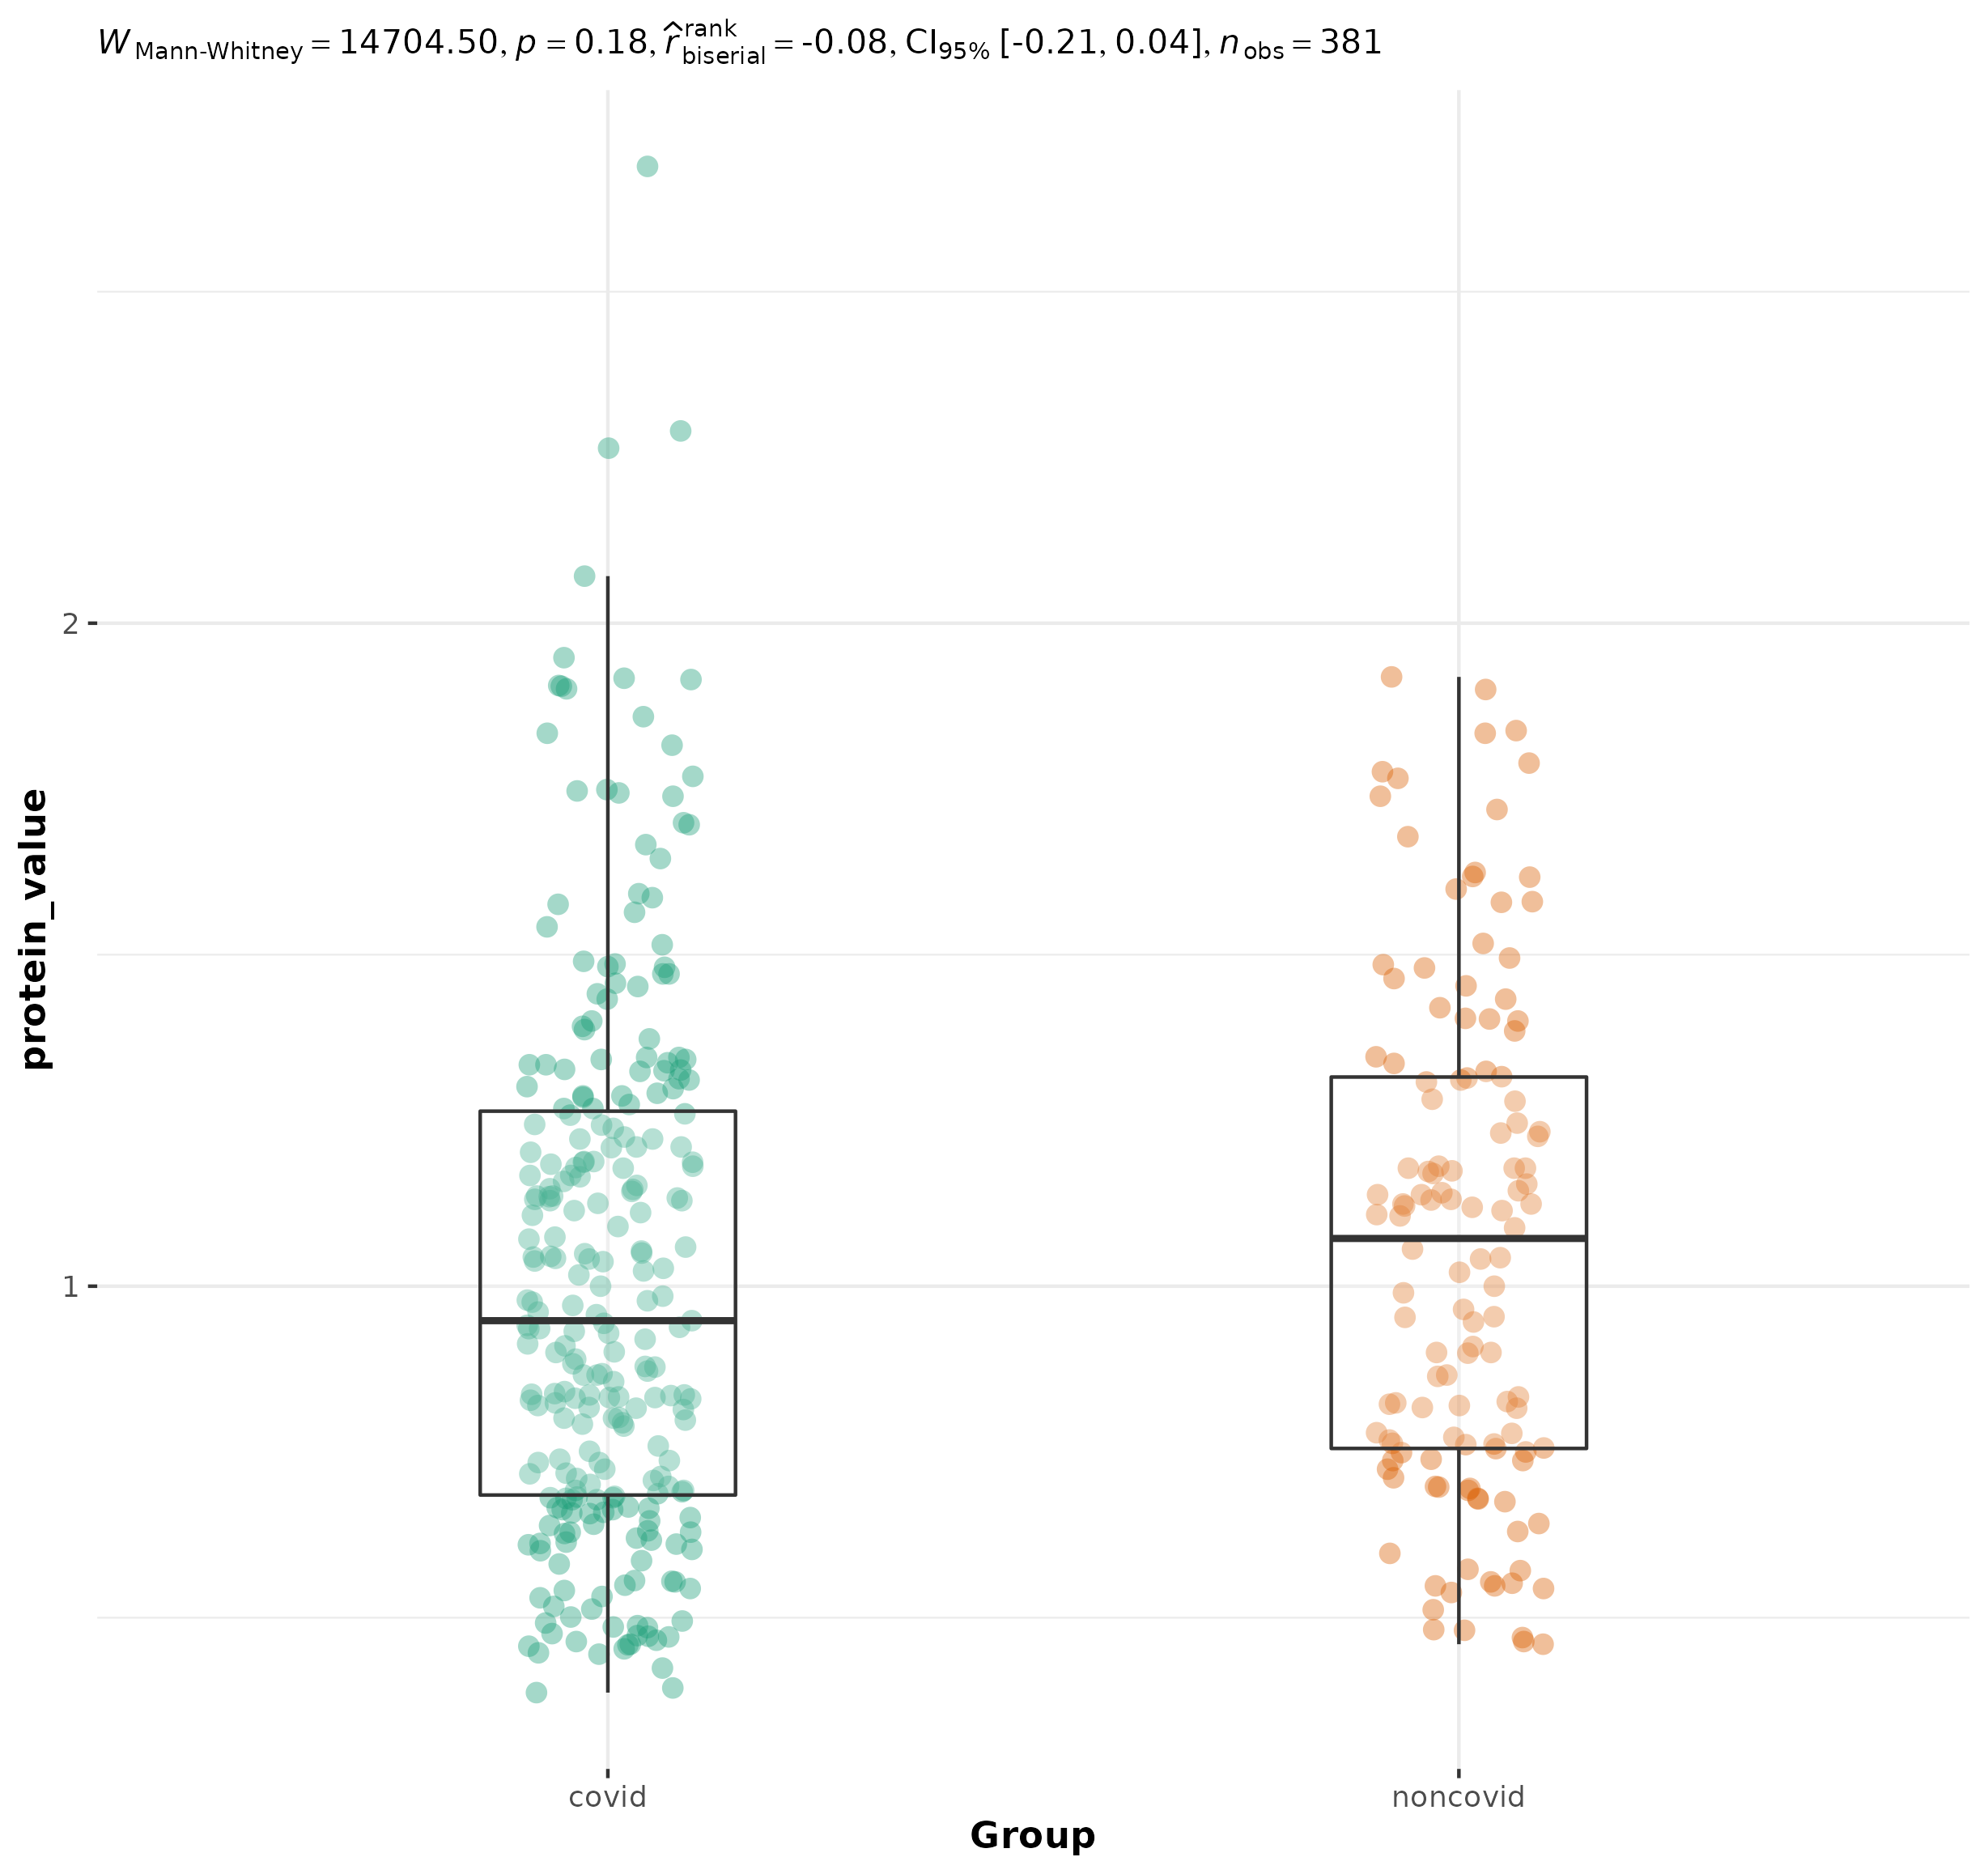 W Mann-Whitney = 14704.50, p = 0.18, r̂ rank biserial = -0.08, CI95% [-0.21, 0.04], n obs = 381
protein_value
2
1
covid noncovid
Group